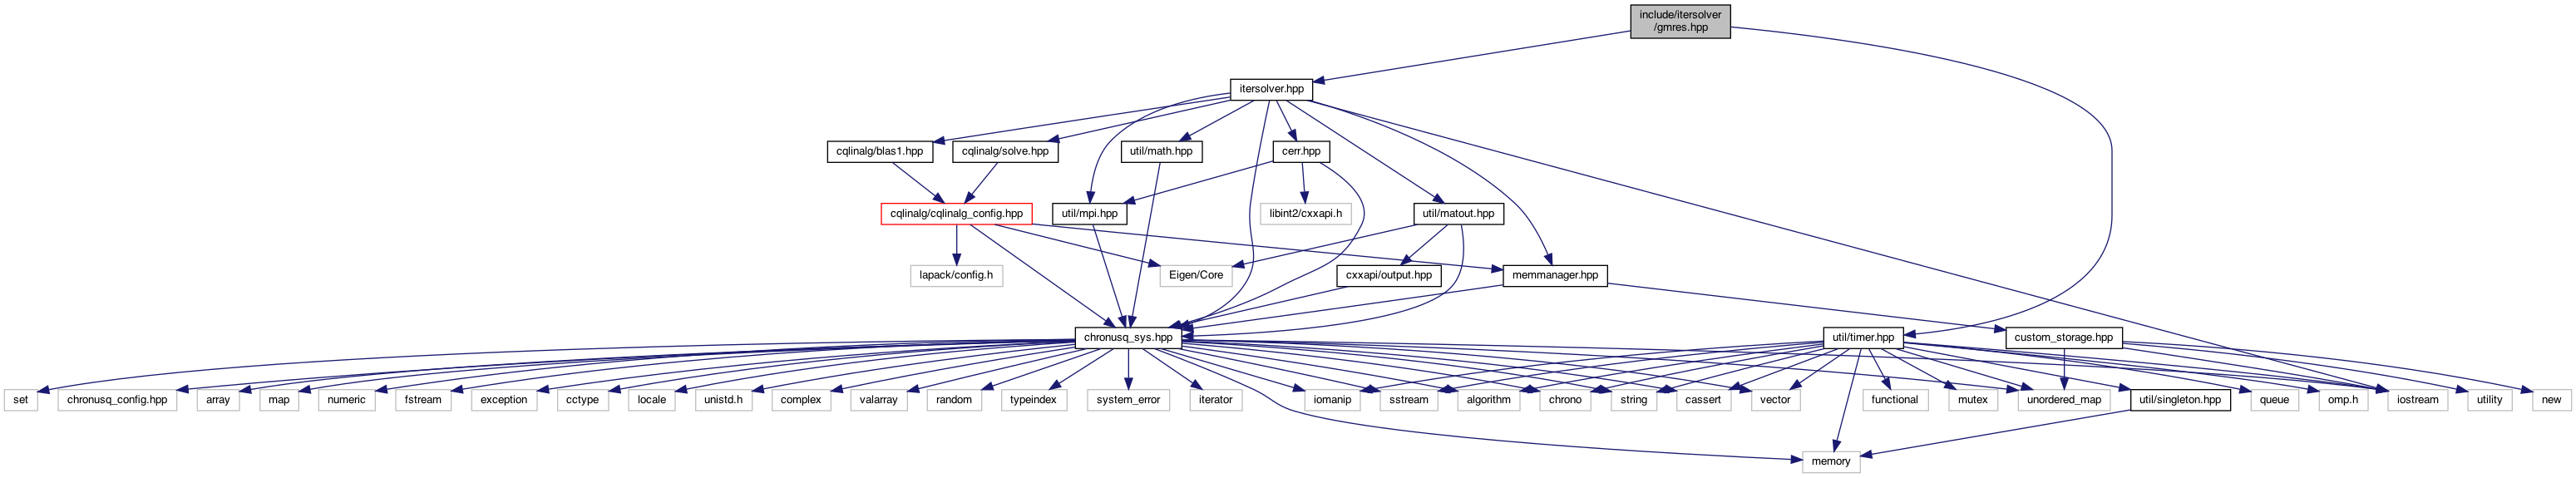 include/itersolver
/gmres.hpp
itersolver.hpp
cqlinalg/blas1.hpp
cqlinalg/solve.hpp
util/math.hpp
cerr.hpp
cqlinalg/cqlinalg_config.hpp
util/mpi.hpp
libint2/cxxapi.h
util/matout.hpp
lapack/config.h
Eigen/Core
cxxapi/output.hpp
memmanager.hpp
chronusq_sys.hpp
util/timer.hpp
custom_storage.hpp
set
chronusq_config.hpp
array
map
numeric
fstream
exception
cctype
locale
unistd.h
complex
valarray
random
typeindex
system_error
iterator
iomanip
sstream
algorithm
chrono
string
cassert
vector
functional
mutex
unordered_map
util/singleton.hpp
queue
omp.h
iostream
utility
new
memory